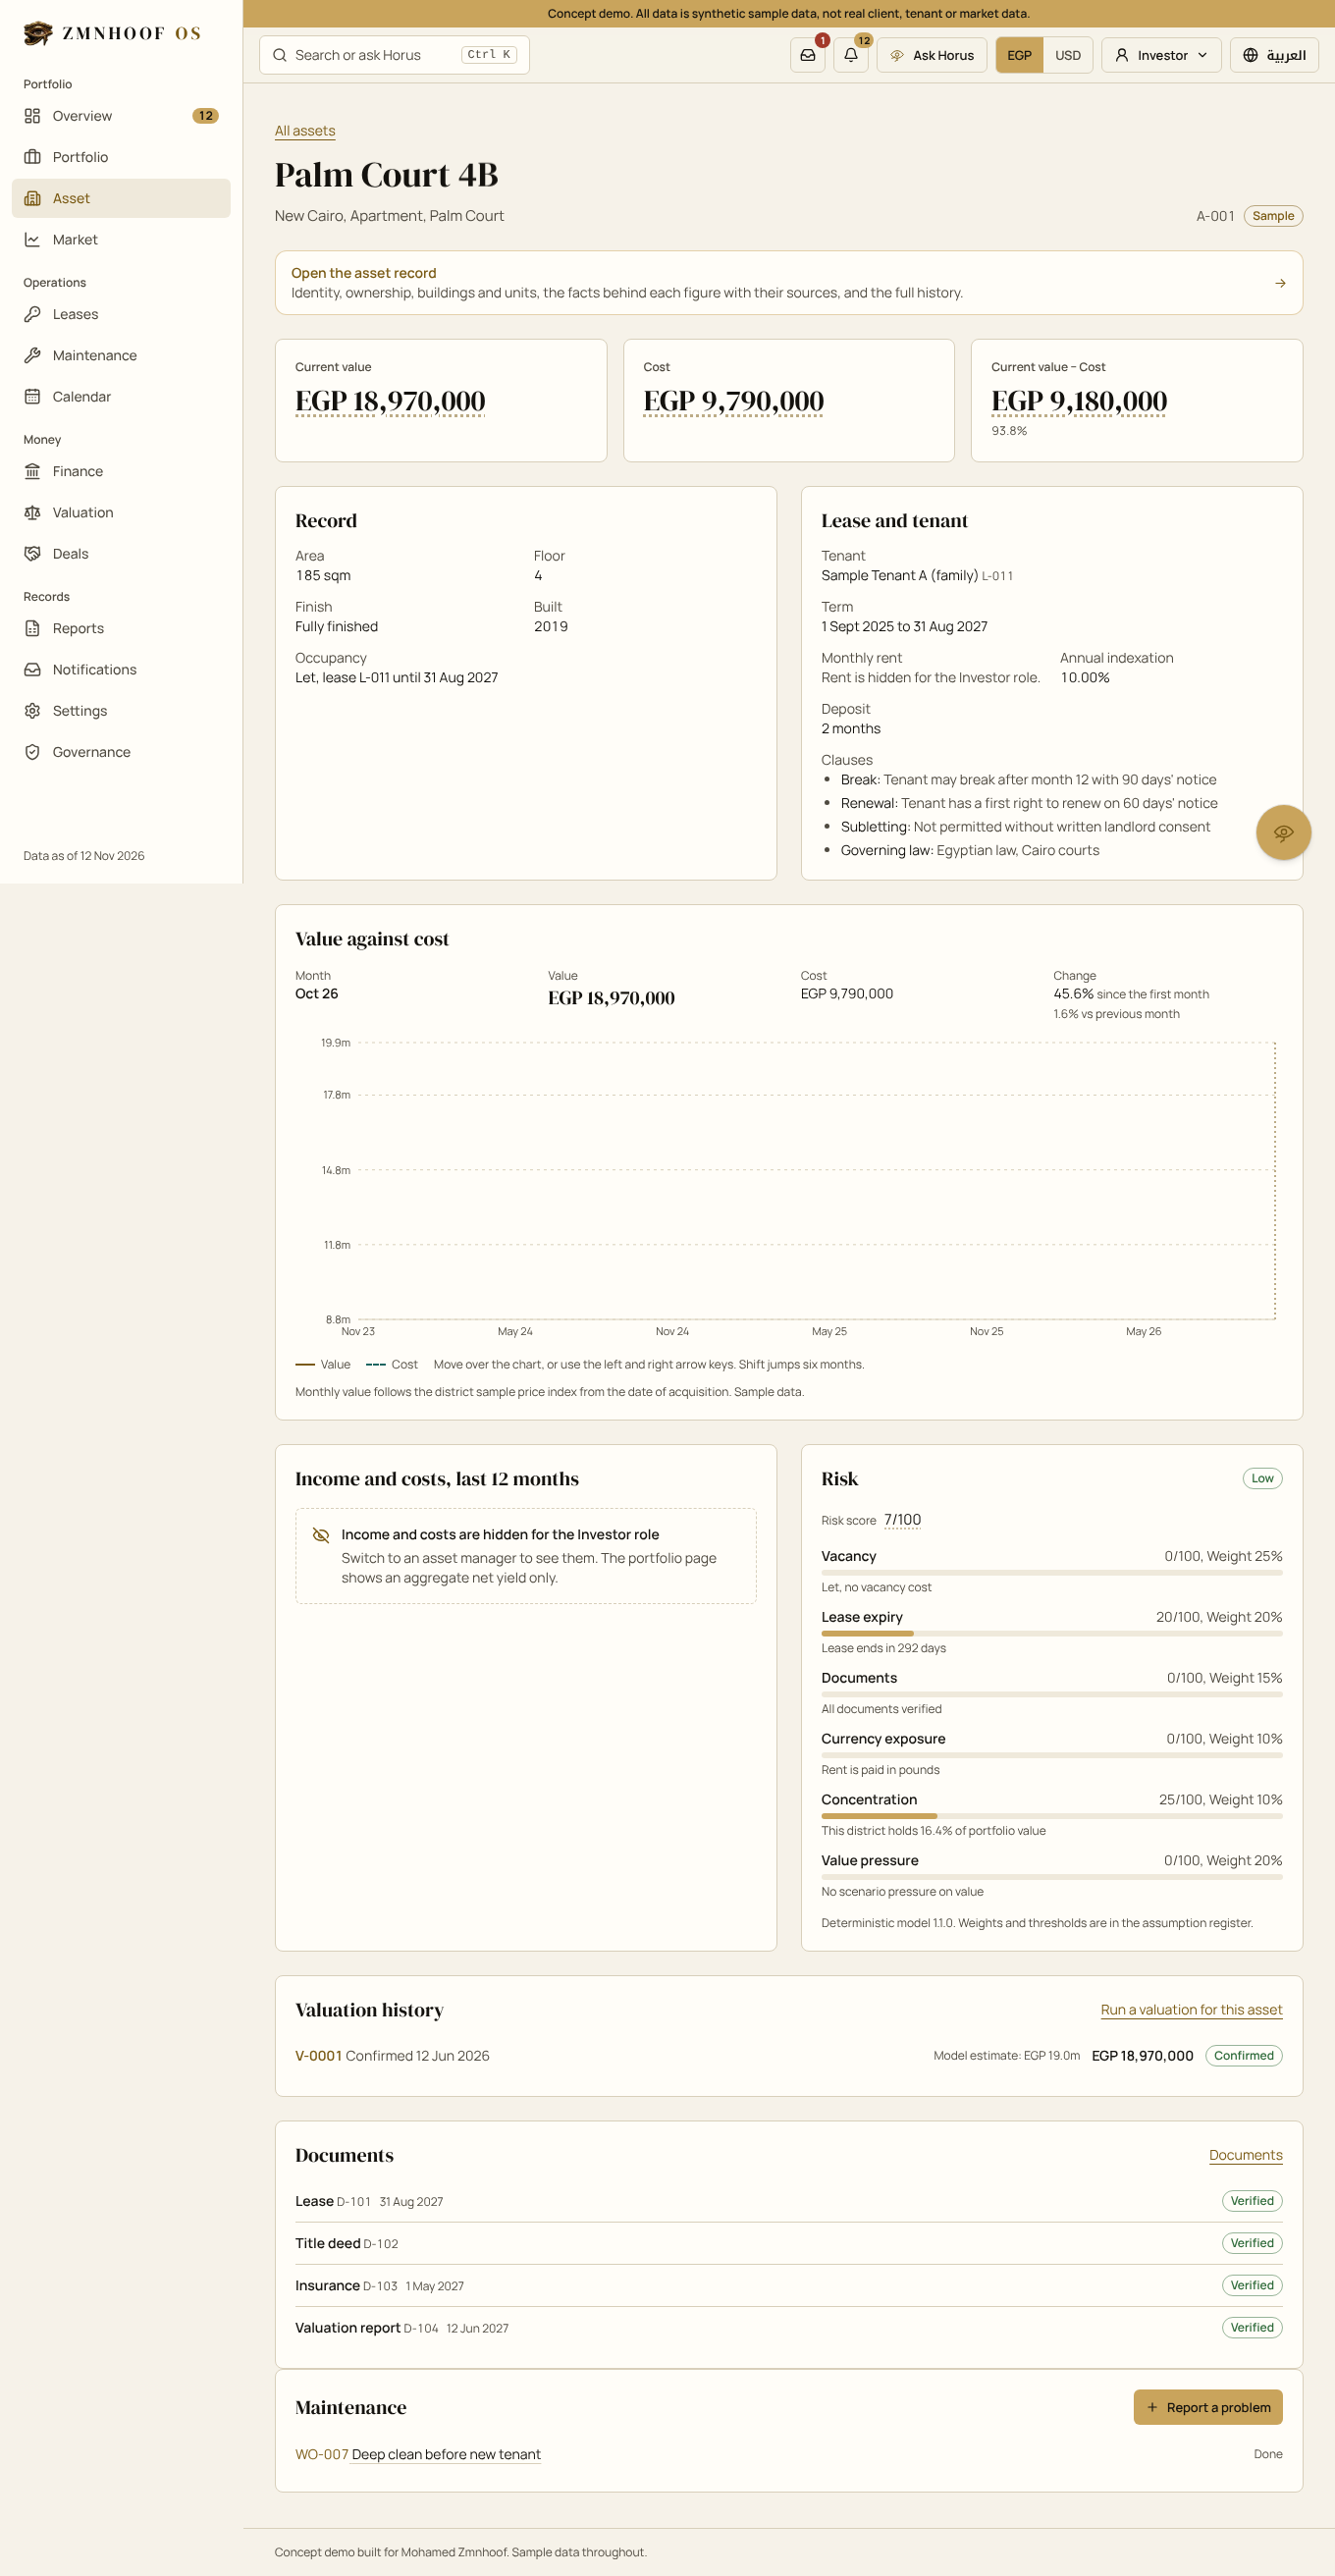 Concept demo. All data is synthetic sample data, not real client, tenant or market data.
ZMNHOOF OS
Search or ask Horus
Ctrl K
1
12
Ask Horus
EGP
USD
Investor
العربية
Portfolio
Overview
12
Portfolio
Asset
Market
Operations
Leases
Maintenance
Calendar
Money
Finance
Valuation
Deals
Records
Reports
Notifications
Settings
Governance
Data as of 12 Nov 2026
All assets
Palm Court 4B
New Cairo, Apartment, Palm Court
A-001
Sample
Open the asset record
Identity, ownership, buildings and units, the facts behind each figure with their sources, and the full history.
Current value
EGP 18,970,000
Cost
EGP 9,790,000
Current value − Cost
EGP 9,180,000
93.8%
Record
Area
185 sqm
Floor
4
Finish
Fully finished
Built
2019
Occupancy
Let, lease L-011 until 31 Aug 2027
Lease and tenant
Tenant
Sample Tenant A (family) L-011
Term
1 Sept 2025 to 31 Aug 2027
Monthly rent
Rent is hidden for the Investor role.
Annual indexation
10.00%
Deposit
2 months
Clauses
Break: Tenant may break after month 12 with 90 days' notice
Renewal: Tenant has a first right to renew on 60 days' notice
Subletting: Not permitted without written landlord consent
Governing law: Egyptian law, Cairo courts
Value against cost
Month
Oct 26
Value
EGP 18,970,000
Cost
EGP 9,790,000
Change
45.6% since the first month
1.6% vs previous month
19.9m
17.8m
14.8m
11.8m
8.8m
Nov 23
May 24
Nov 24
May 25
Nov 25
May 26
Value
Cost
Move over the chart, or use the left and right arrow keys. Shift jumps six months.
Monthly value follows the district sample price index from the date of acquisition. Sample data.
Income and costs, last 12 months
Income and costs are hidden for the Investor role
Switch to an asset manager to see them. The portfolio page
shows an aggregate net yield only.
Risk
Low
Risk score 7/100
Vacancy
0/100, Weight 25%
Let, no vacancy cost
Lease expiry
20/100, Weight 20%
Lease ends in 292 days
Documents
0/100, Weight 15%
All documents verified
Currency exposure
0/100, Weight 10%
Rent is paid in pounds
Concentration
25/100, Weight 10%
This district holds 16.4% of portfolio value
Value pressure
0/100, Weight 20%
No scenario pressure on value
Deterministic model 1.1.0. Weights and thresholds are in the assumption register.
Valuation history
Run a valuation for this asset
V-0001 Confirmed 12 Jun 2026
Model estimate: EGP 19.0m
EGP 18,970,000
Confirmed
Documents
Documents
Lease D-101 31 Aug 2027
Verified
Title deed D-102
Verified
Insurance D-103 1 May 2027
Verified
Valuation report D-104 12 Jun 2027
Verified
Maintenance
Report a problem
WO-007 Deep clean before new tenant
Done
Concept demo built for Mohamed Zmnhoof. Sample data throughout.